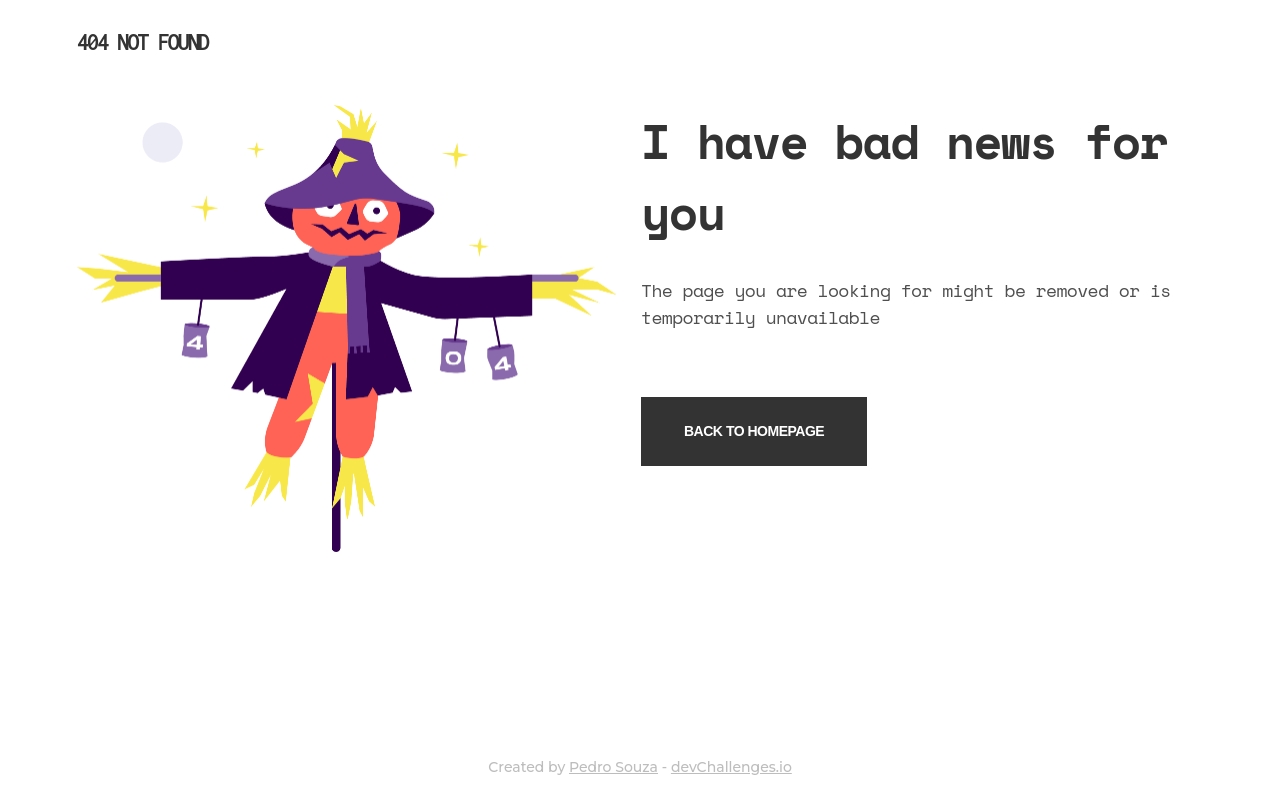 404 NOT FOUND
I have bad news for
you
The page you are looking for might be removed or is
temporarily unavailable
BACK TO HOMEPAGE
4
0
4
Created by Pedro Souza - devChallenges.io